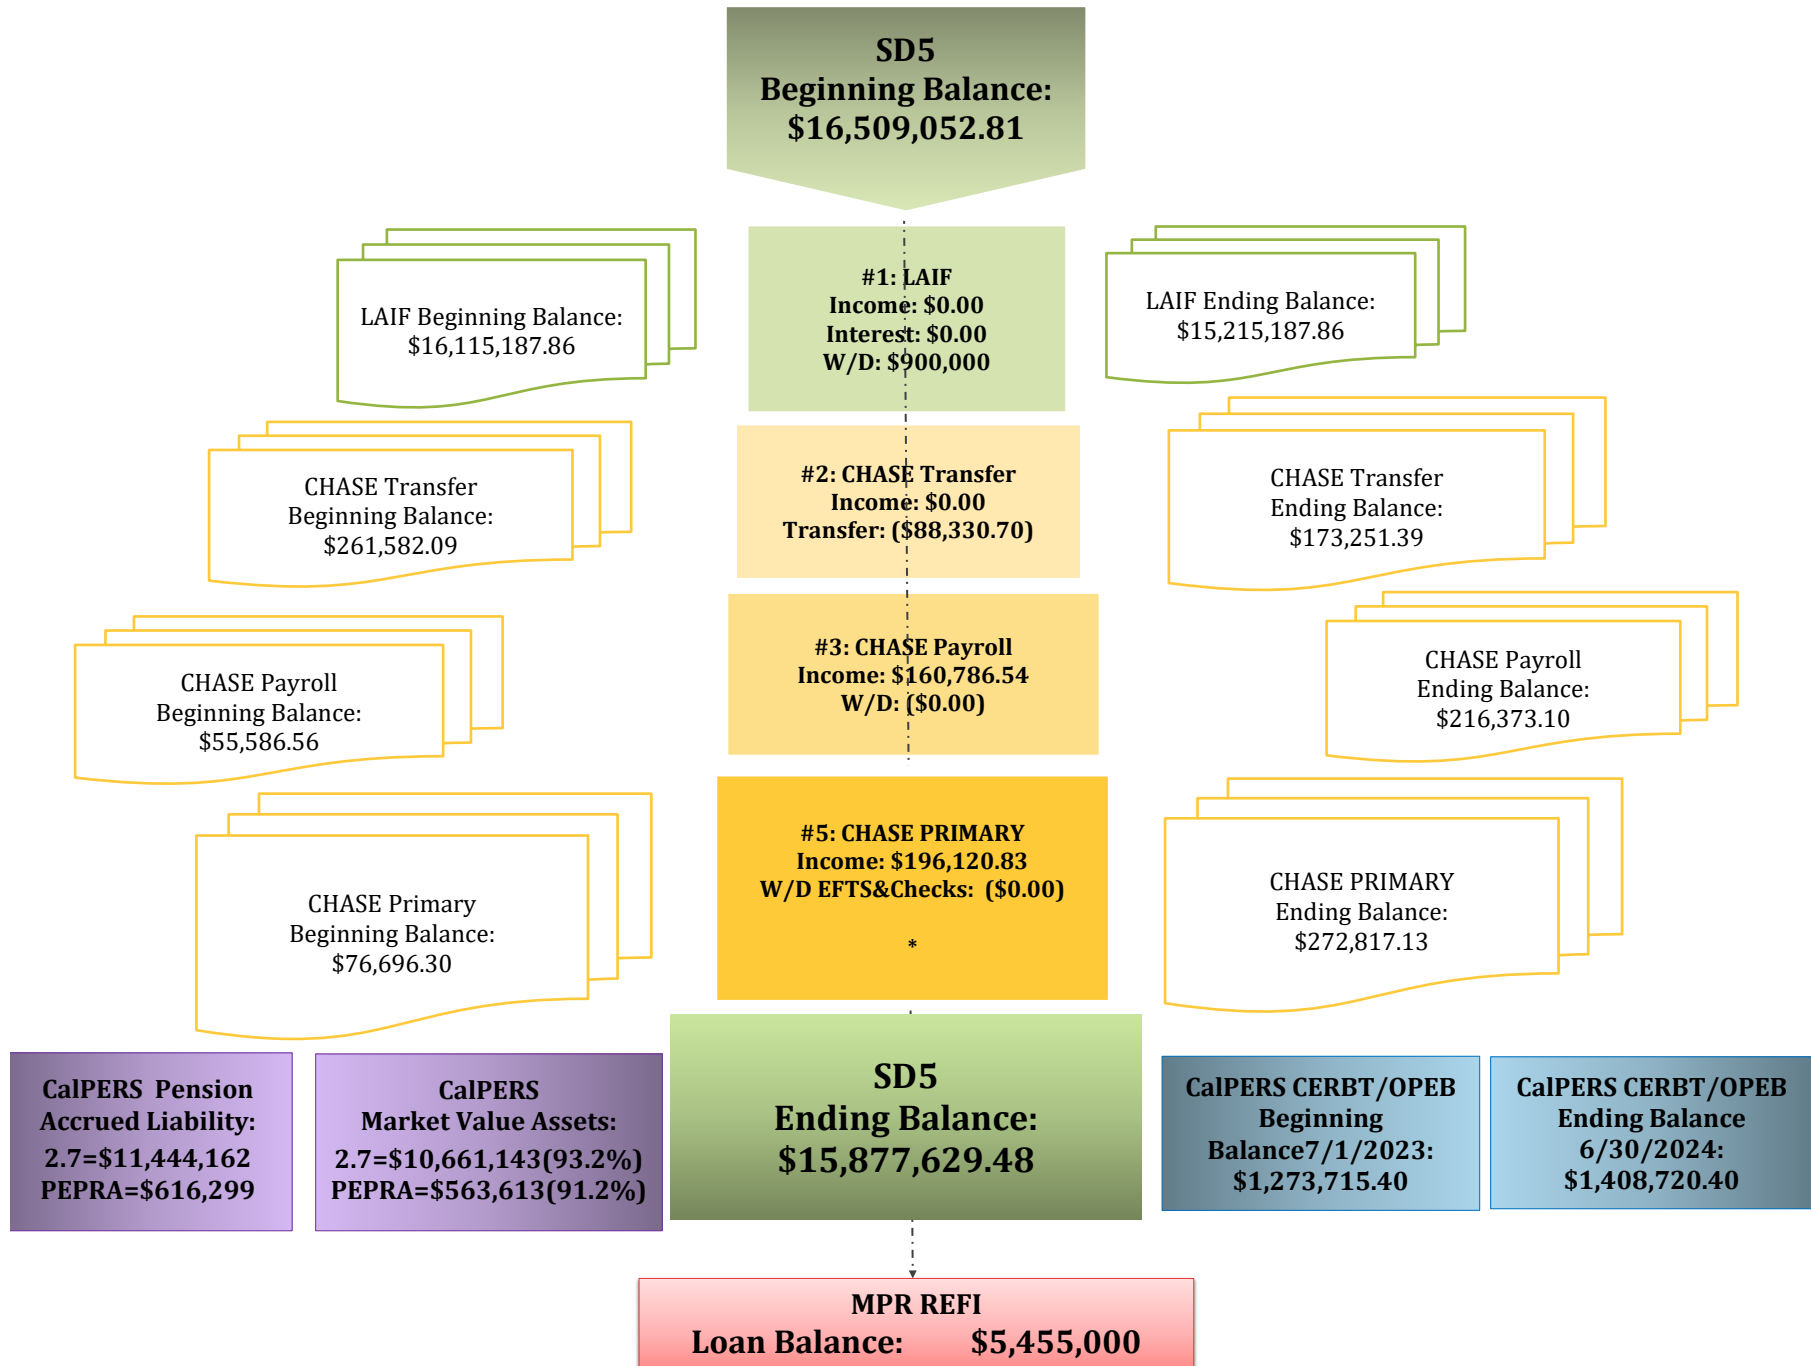 SD5
Beginning Balance:
$16,509,052.81
LAIF Beginning Balance:
$16,115,187.86
#1: LAIF
Income: $0.00
Interest: $0.00
W/D: $900,000
LAIF Ending Balance:
$15,215,187.86
CHASE Transfer
Beginning Balance:
$261,582.09
#2: CHASE Transfer
Income: $0.00
Transfer: ($88,330.70)
CHASE Transfer
Ending Balance:
$173,251.39
CHASE Payroll
Beginning Balance:
$55,586.56
#3: CHASE Payroll
Income: $160,786.54
W/D: ($0.00)
CHASE Payroll
Ending Balance:
$216,373.10
CHASE Primary
Beginning Balance:
$76,696.30
#5: CHASE PRIMARY
Income: $196,120.83
W/D EFTS&Checks: ($0.00)
*
CHASE PRIMARY
Ending Balance:
$272,817.13
CalPERS Pension
Accrued Liability:
2.7=$11,444,162
PEPRA=$616,299
CalPERS
Market Value Assets:
2.7=$10,661,143(93.2%)
PEPRA=$563,613(91.2%)
SD5
Ending Balance:
$15,877,629.48
CalPERS CERBT/OPEB
Beginning
Balance7/1/2023:
$1,273,715.40
CalPERS CERBT/OPEB
Ending Balance
6/30/2024:
$1,408,720.40
MPR REFI
Loan Balance: $5,455,000